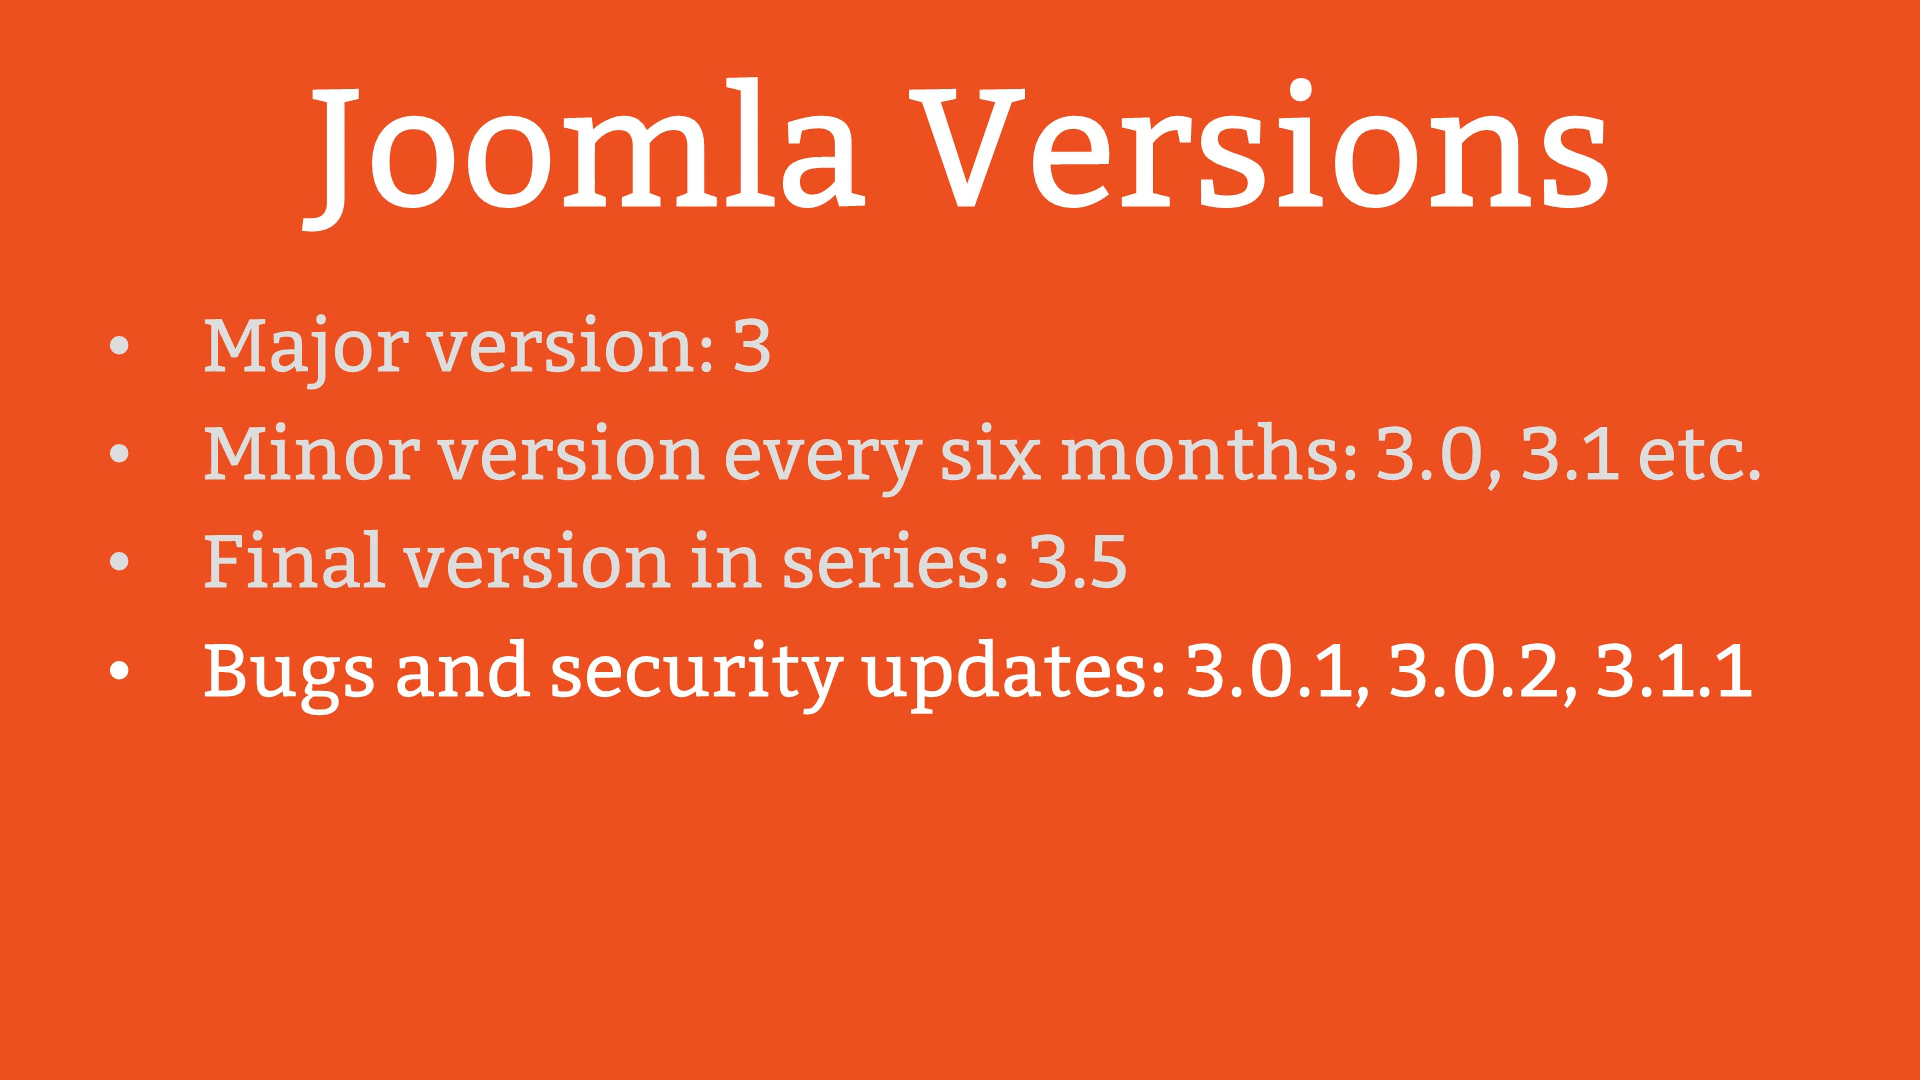 Joomla Versions
• Major version: 3
• Minor version every six months: 3.0, 3.1 etc.
• Final version in series: 3.5
• Bugs and security updates: 3.0.1, 3.0.2, 3.1.1